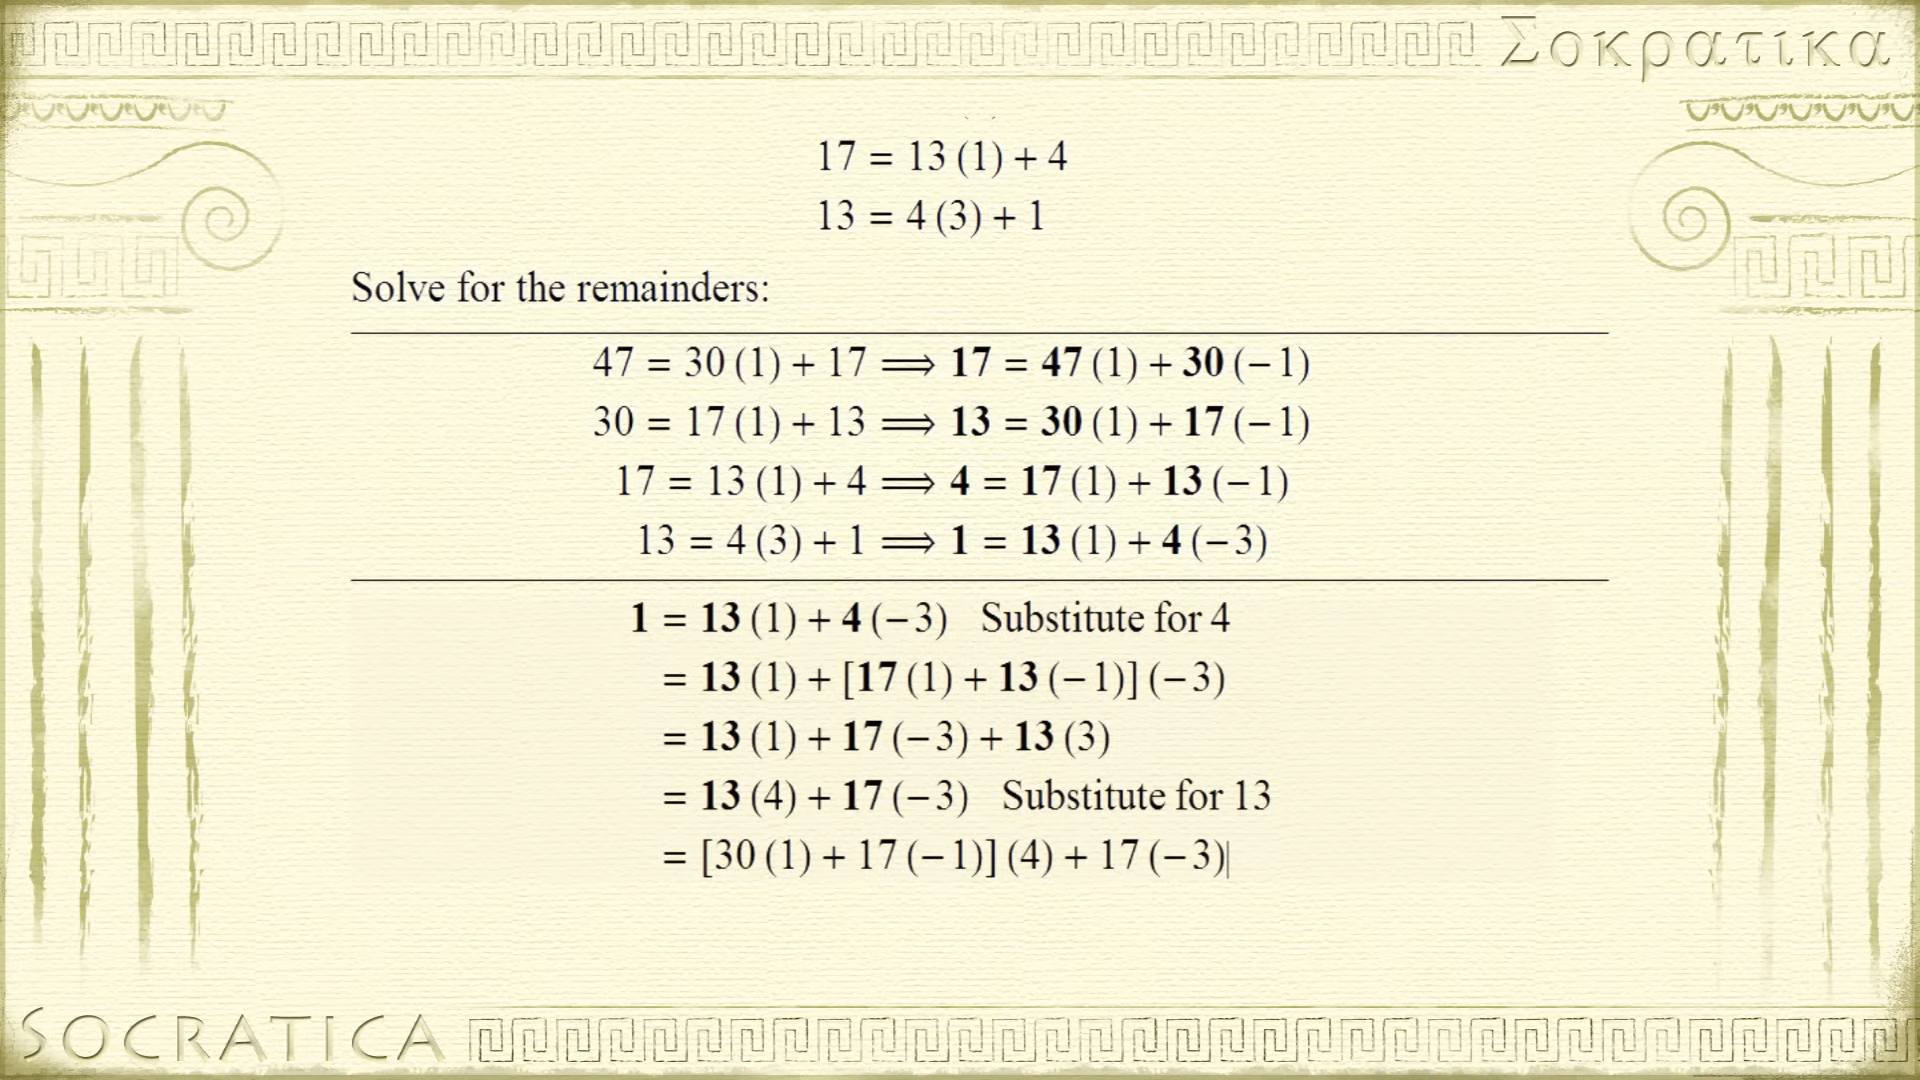 Σοκρατικα
17 = 13 (1) + 4
13 = 4 (3) + 1
Solve for the remainders:
47 = 30 (1) + 17 ⟹ 17 = 47 (1) + 30 (−1)
30 = 17 (1) + 13 ⟹ 13 = 30 (1) + 17 (−1)
17 = 13 (1) + 4 ⟹ 4 = 17 (1) + 13 (−1)
13 = 4 (3) + 1 ⟹ 1 = 13 (1) + 4 (−3)
1 = 13 (1) + 4 (−3) Substitute for 4
= 13 (1) + [17 (1) + 13 (−1)] (−3)
= 13 (1) + 17 (−3) + 13 (3)
= 13 (4) + 17 (−3) Substitute for 13
= [30 (1) + 17 (−1)] (4) + 17 (−3)
SOCRATICA